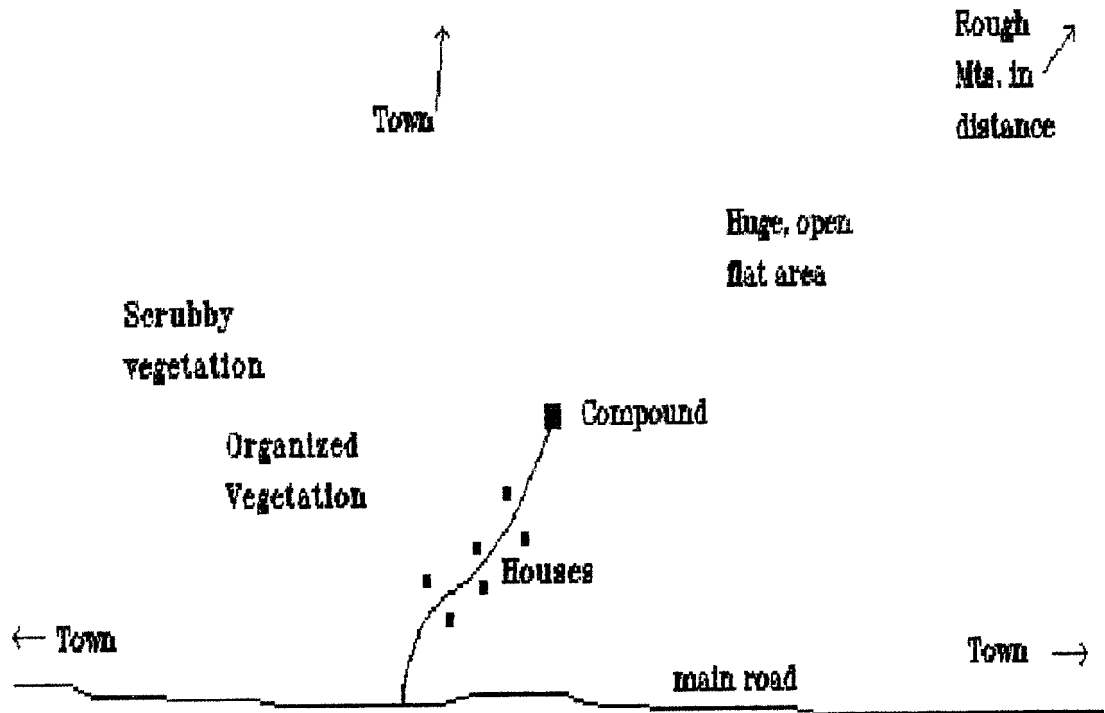 Rough
Mts. in
distance
Town
Huge, open
flat area
Scrubby
vegetation
Compound
Organized
Vegetation
Houses
Town
Town
main road